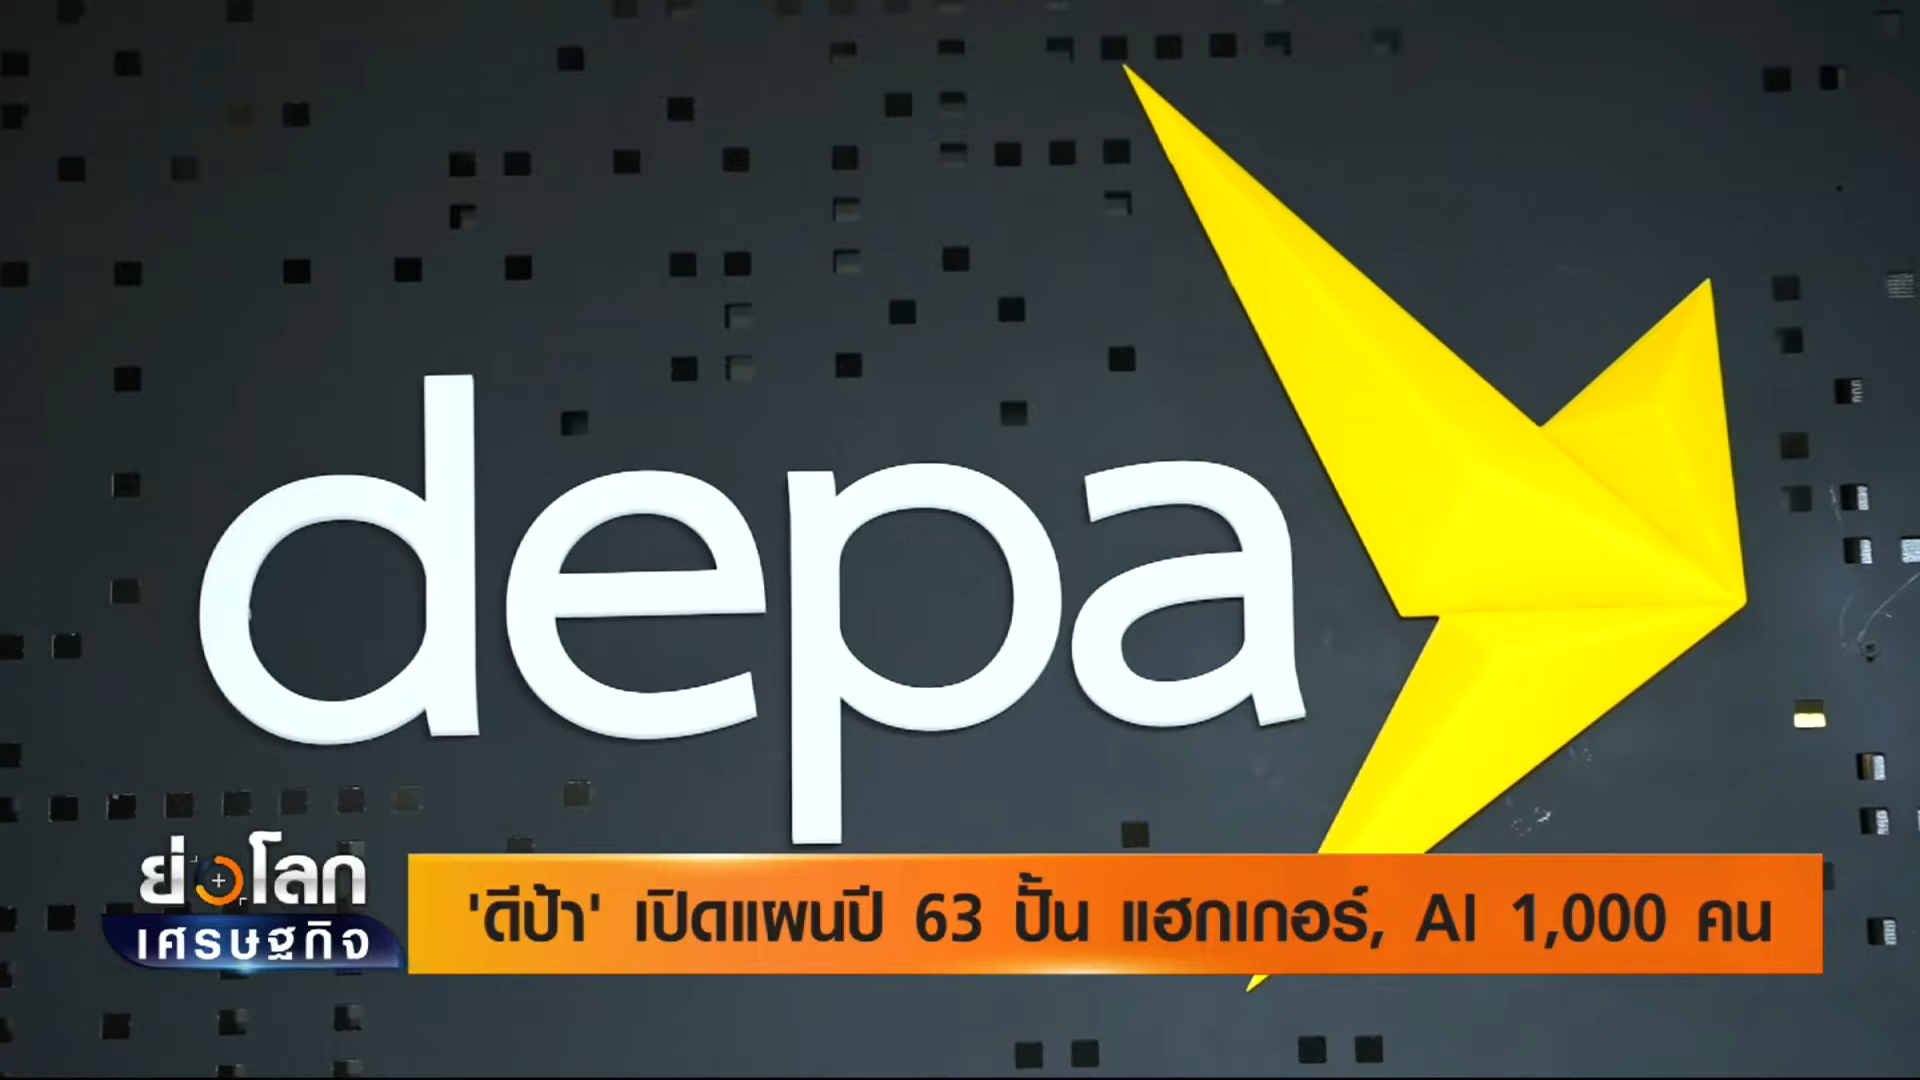 depa
ย่อโลก
เศรษฐกิจ
'ดีป้า' เปิดแผนปี 63 ปั้น แฮกเกอร์, AI 1,000 คน